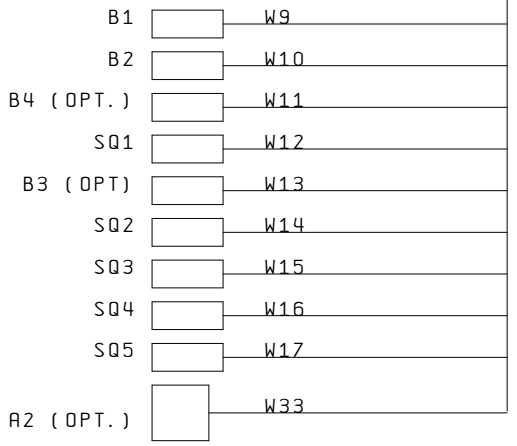 B1 W9
B2 W10
B4 (OPT.) W11
SQ1 W12
B3 (OPT) W13
SQ2 W14
SQ3 W15
SQ4 W16
SQ5 W17
A2 (OPT.) W33